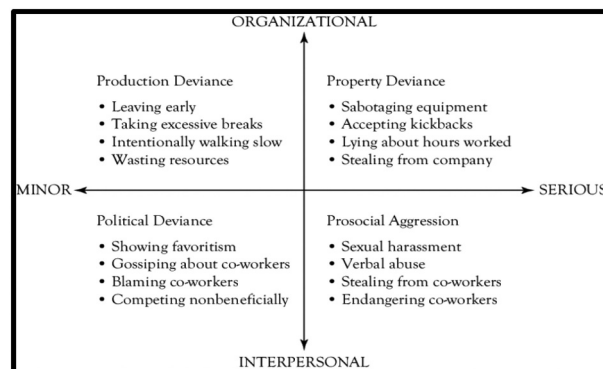 ORGANIZATIONAL
Production Deviance
• Leaving early
• Taking excessive breaks
• Intentionally walking slow
• Wasting resources
Property Deviance
• Sabotaging equipment
• Accepting kickbacks
• Lying about hours worked
• Stealing from company
MINOR
SERIOUS
Political Deviance
• Showing favoritism
• Gossiping about co-workers
• Blaming co-workers
• Competing nonbeneficially
Prosocial Aggression
• Sexual harassment
• Verbal abuse
• Stealing from co-workers
• Endangering co-workers
INTERPERSONAL